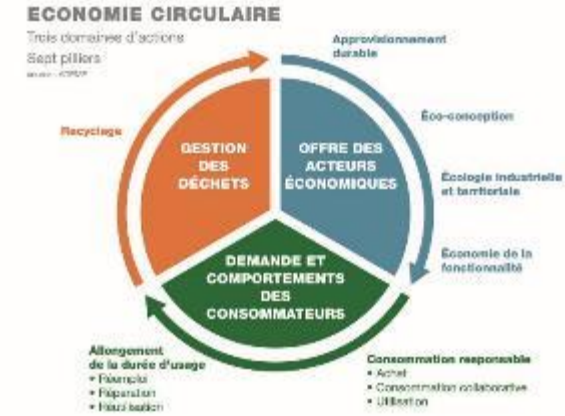 ECONOMIE CIRCULAIRE
Trois domaines d'actions
Sept pilliers
Approvisionnement
durable
Éco-conception
Écologie industrielle
et territoriale
Économie de la
fonctionnalité
Recyclage
GESTION
DES
DÉCHETS
OFFRE DES
ACTEURS
ÉCONOMIQUES
DEMANDE ET
COMPORTEMENTS
DES
CONSOMMATEURS
Allongement
de la durée d'usage
• Réemploi
• Réparation
• Réutilisation
Consommation responsable
• Achat
• Consommation collaborative
• Utilisation